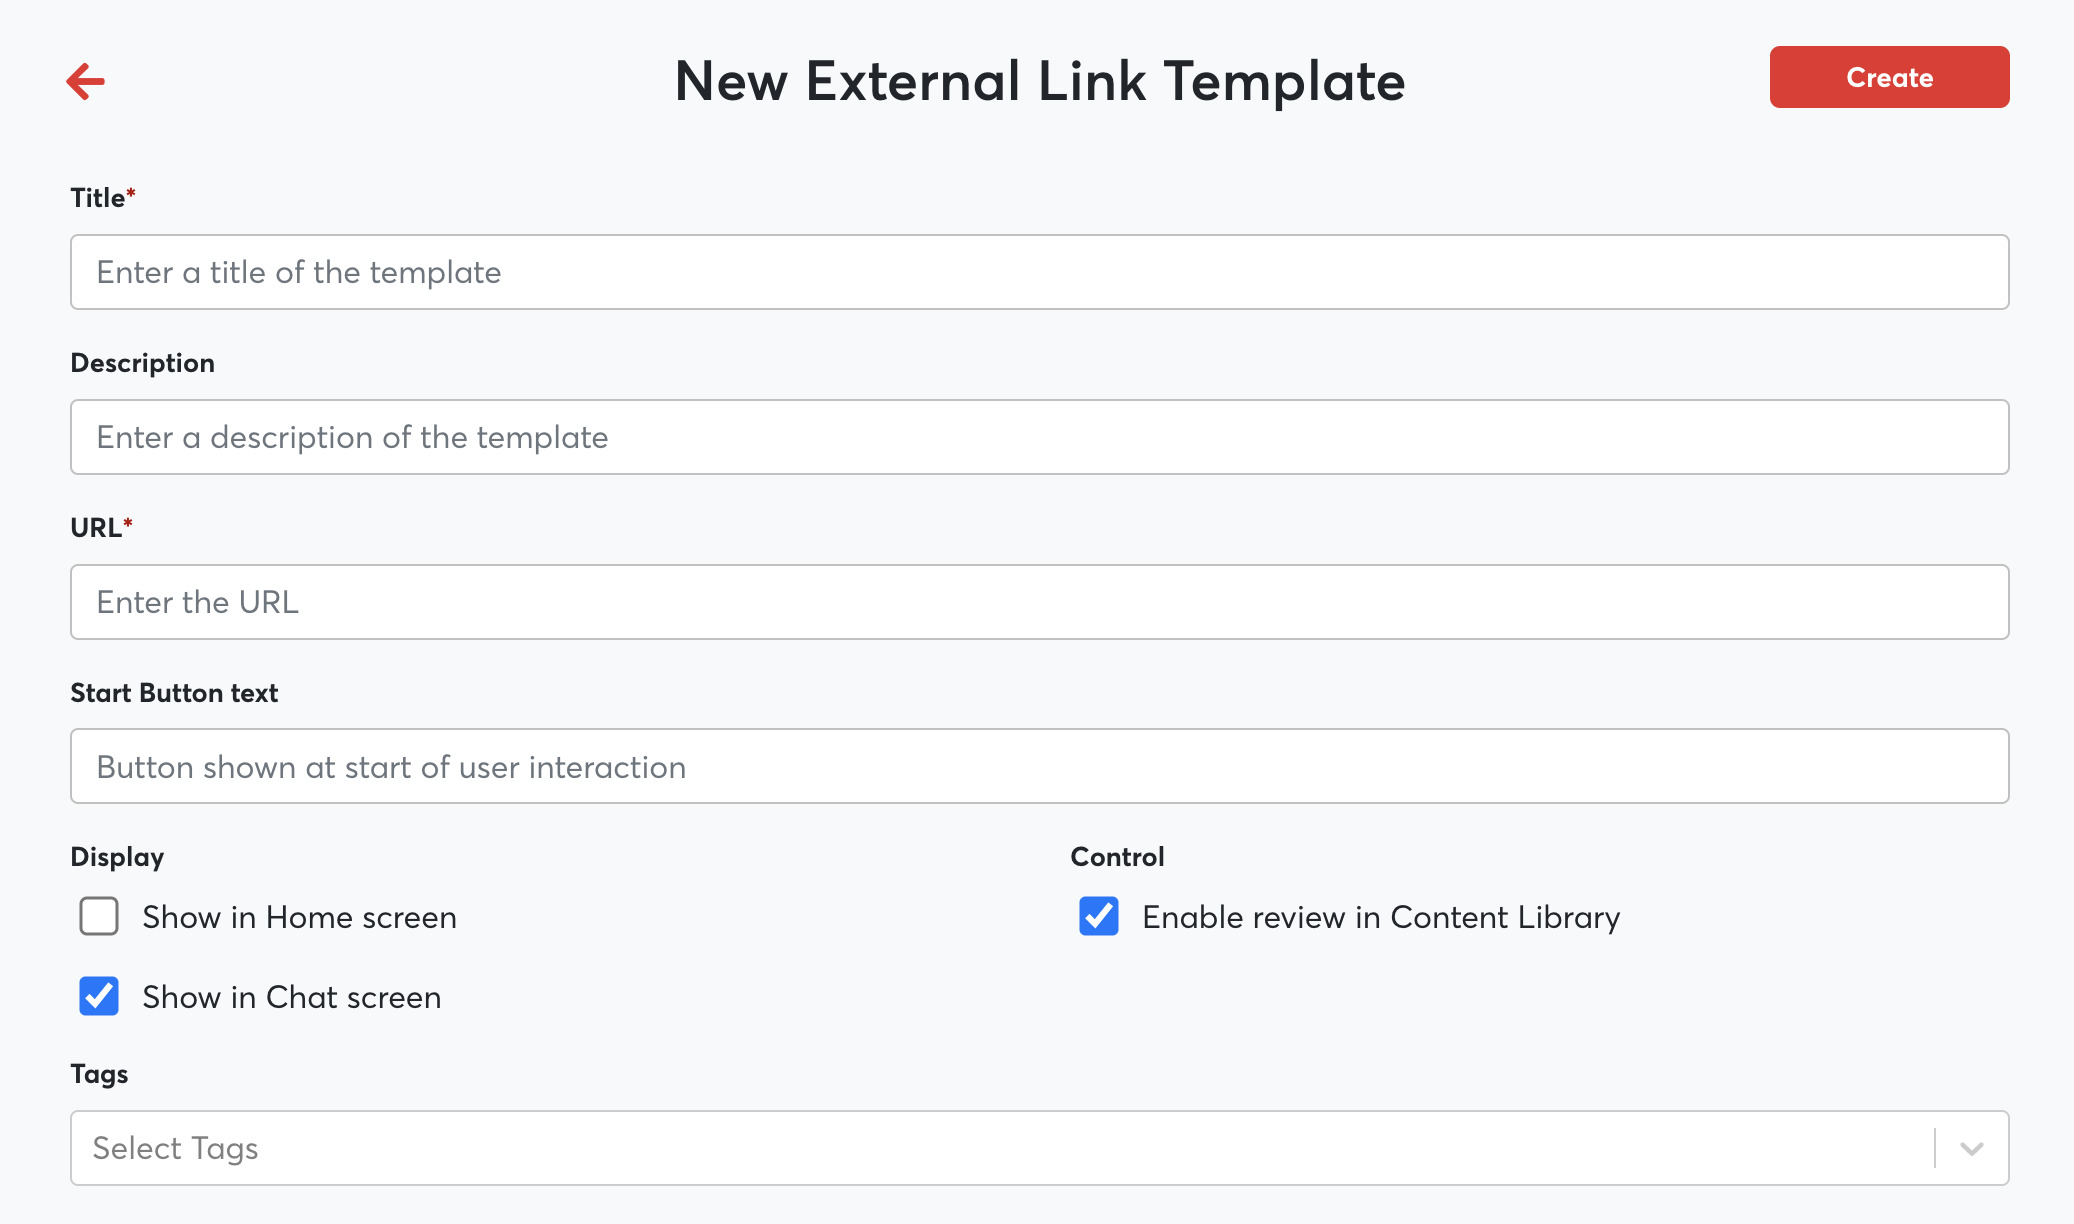 New External Link Template
Create
Title*
Enter a title of the template
Description
Enter a description of the template
URL*
Enter the URL
Start Button text
Button shown at start of user interaction
Display
Control
Show in Home screen
Enable review in Content Library
Show in Chat screen
Tags
Select Tags